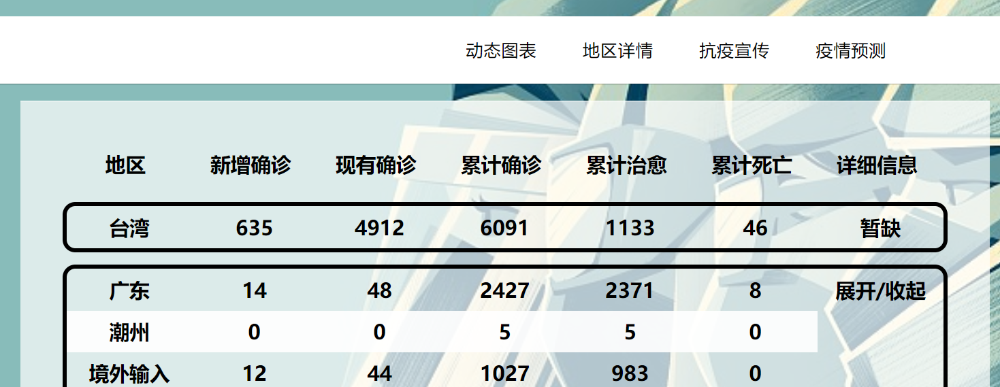 动态图表 地区详情 抗疫宣传 疫情预测
地区 新增确诊 现有确诊 累计确诊 累计治愈 累计死亡 详细信息
台湾 635 4912 6091 1133 46 暂缺
广东 14 48 2427 2371 8 展开/收起
潮州 0 0 5 5 0
境外输入 12 44 1027 983 0